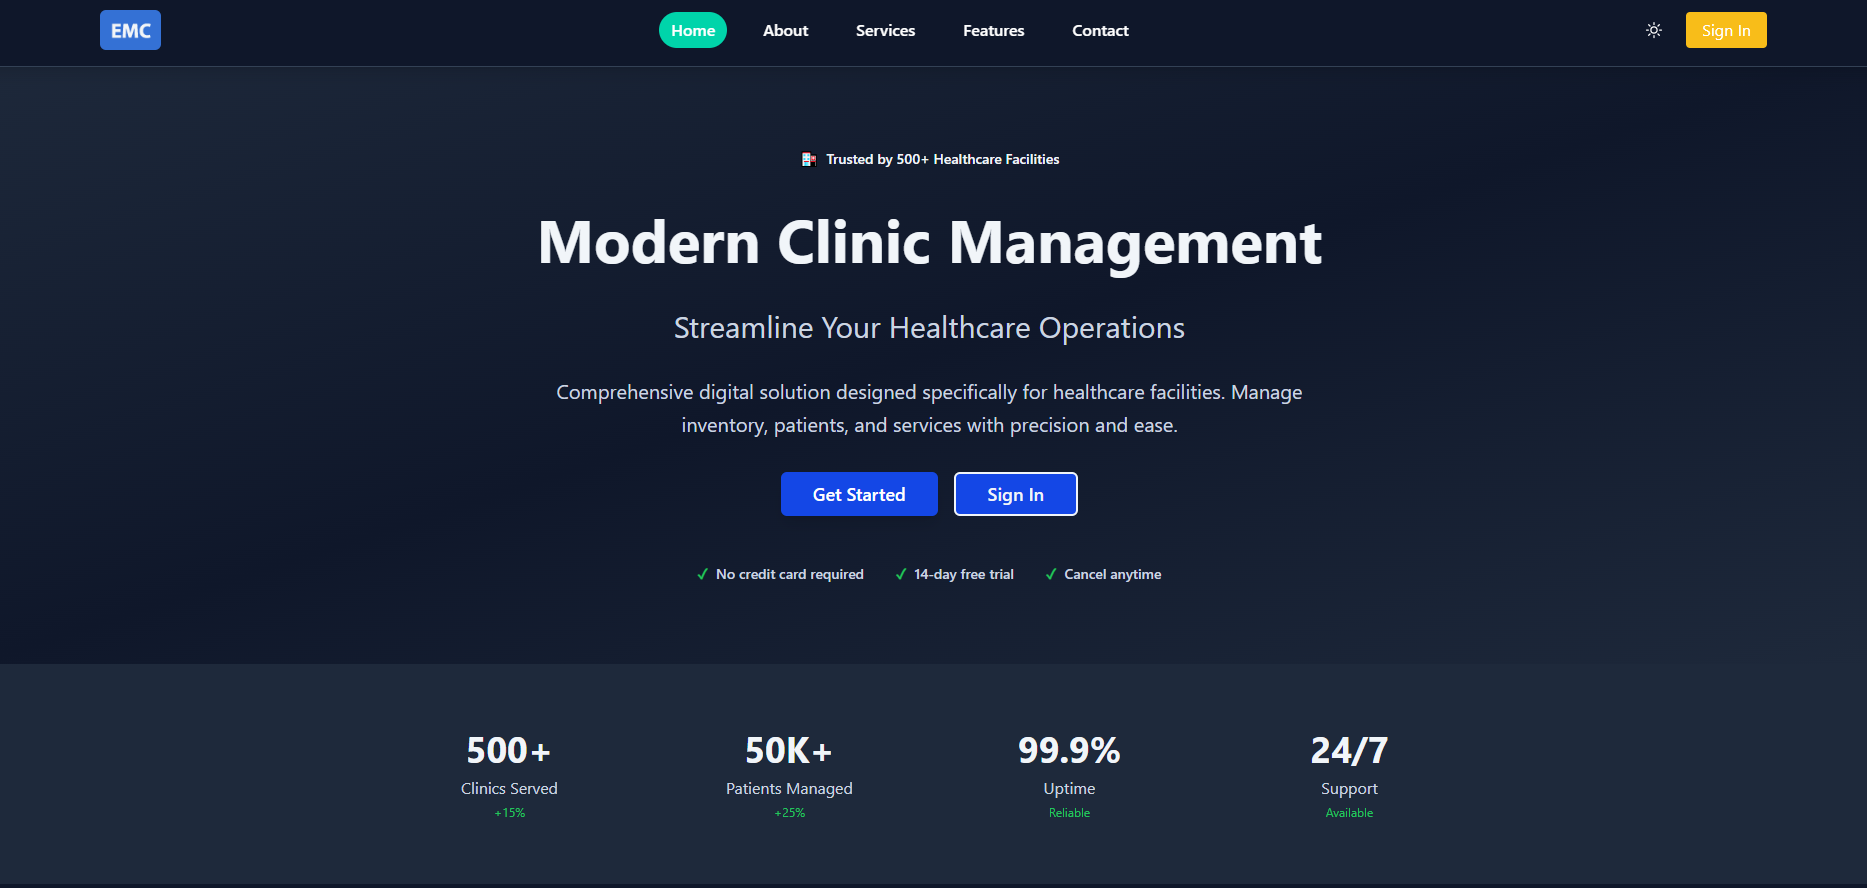 EMC
Home About Services Features Contact
Sign In
Trusted by 500+ Healthcare Facilities
Modern Clinic Management
Streamline Your Healthcare Operations
Comprehensive digital solution designed specifically for healthcare facilities. Manage
inventory, patients, and services with precision and ease.
Get Started Sign In
✓ No credit card required ✓ 14-day free trial ✓ Cancel anytime
500+ 50K+ 99.9% 24/7
Clinics Served Patients Managed Uptime Support
+15% +25% Reliable Available